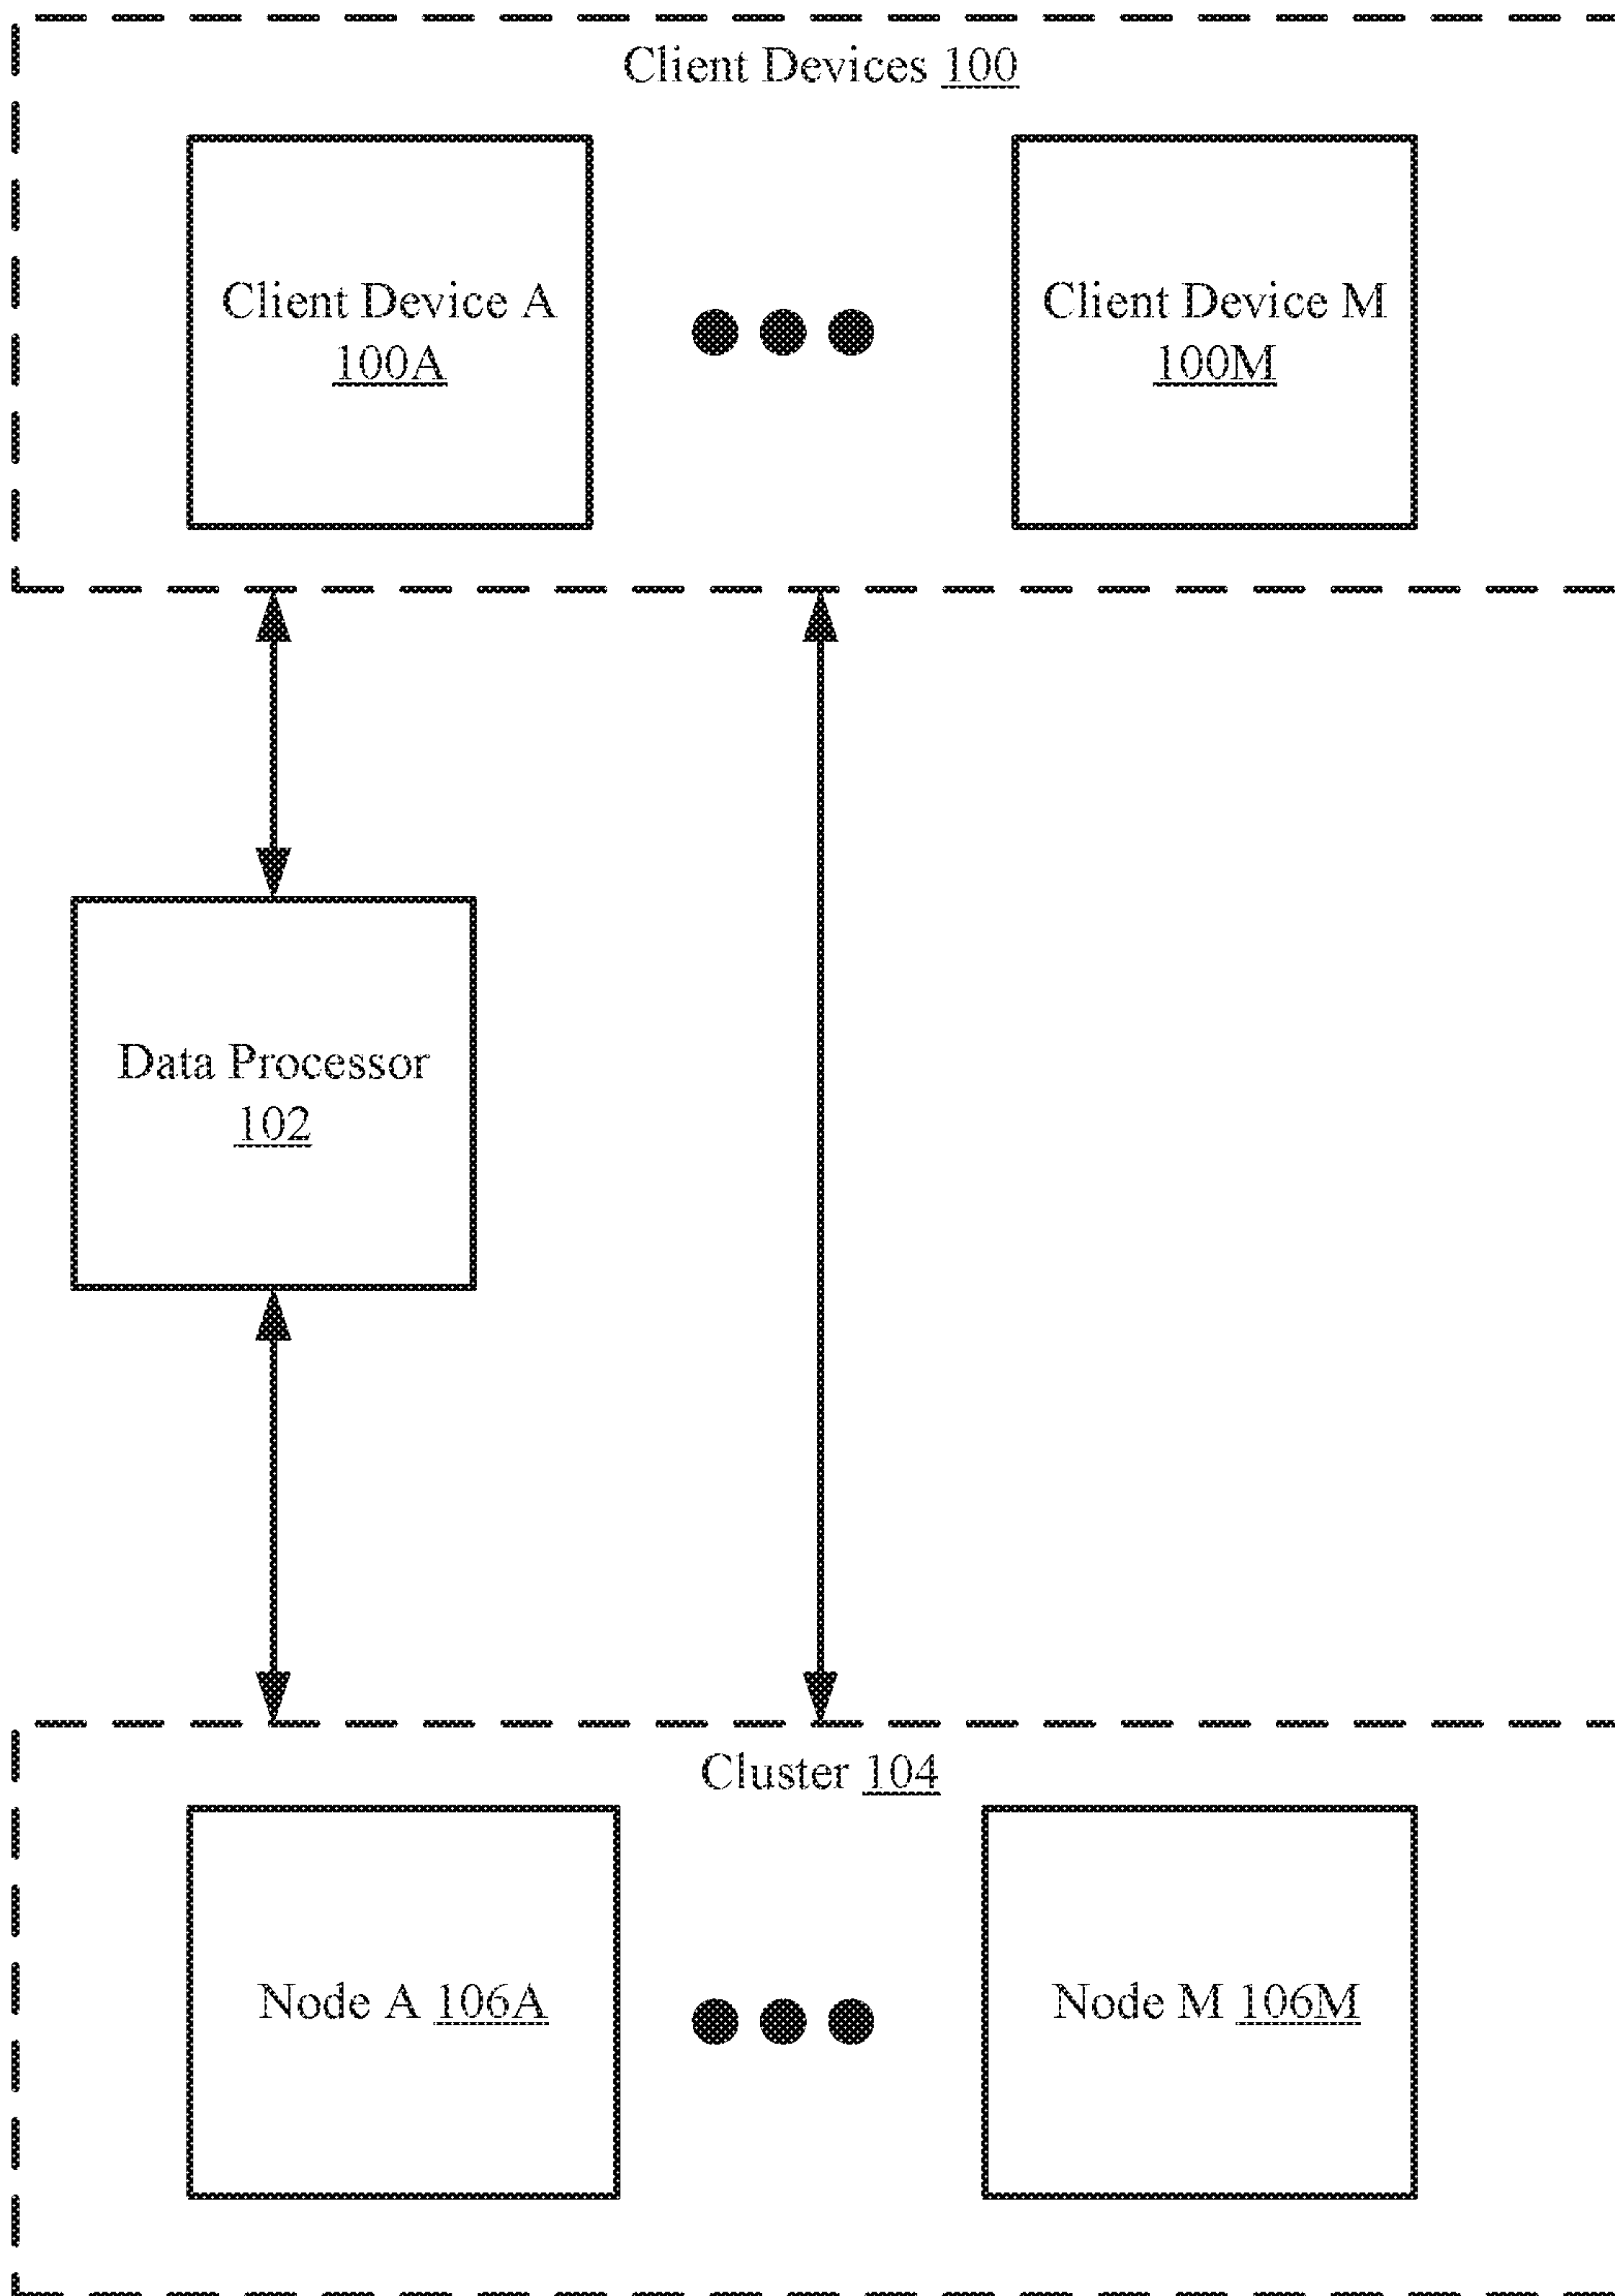 Client Devices 100
Client Device A
100A
Client Device M
100M
Data Processor
102
Cluster 104
Node A 106A
Node M 106M